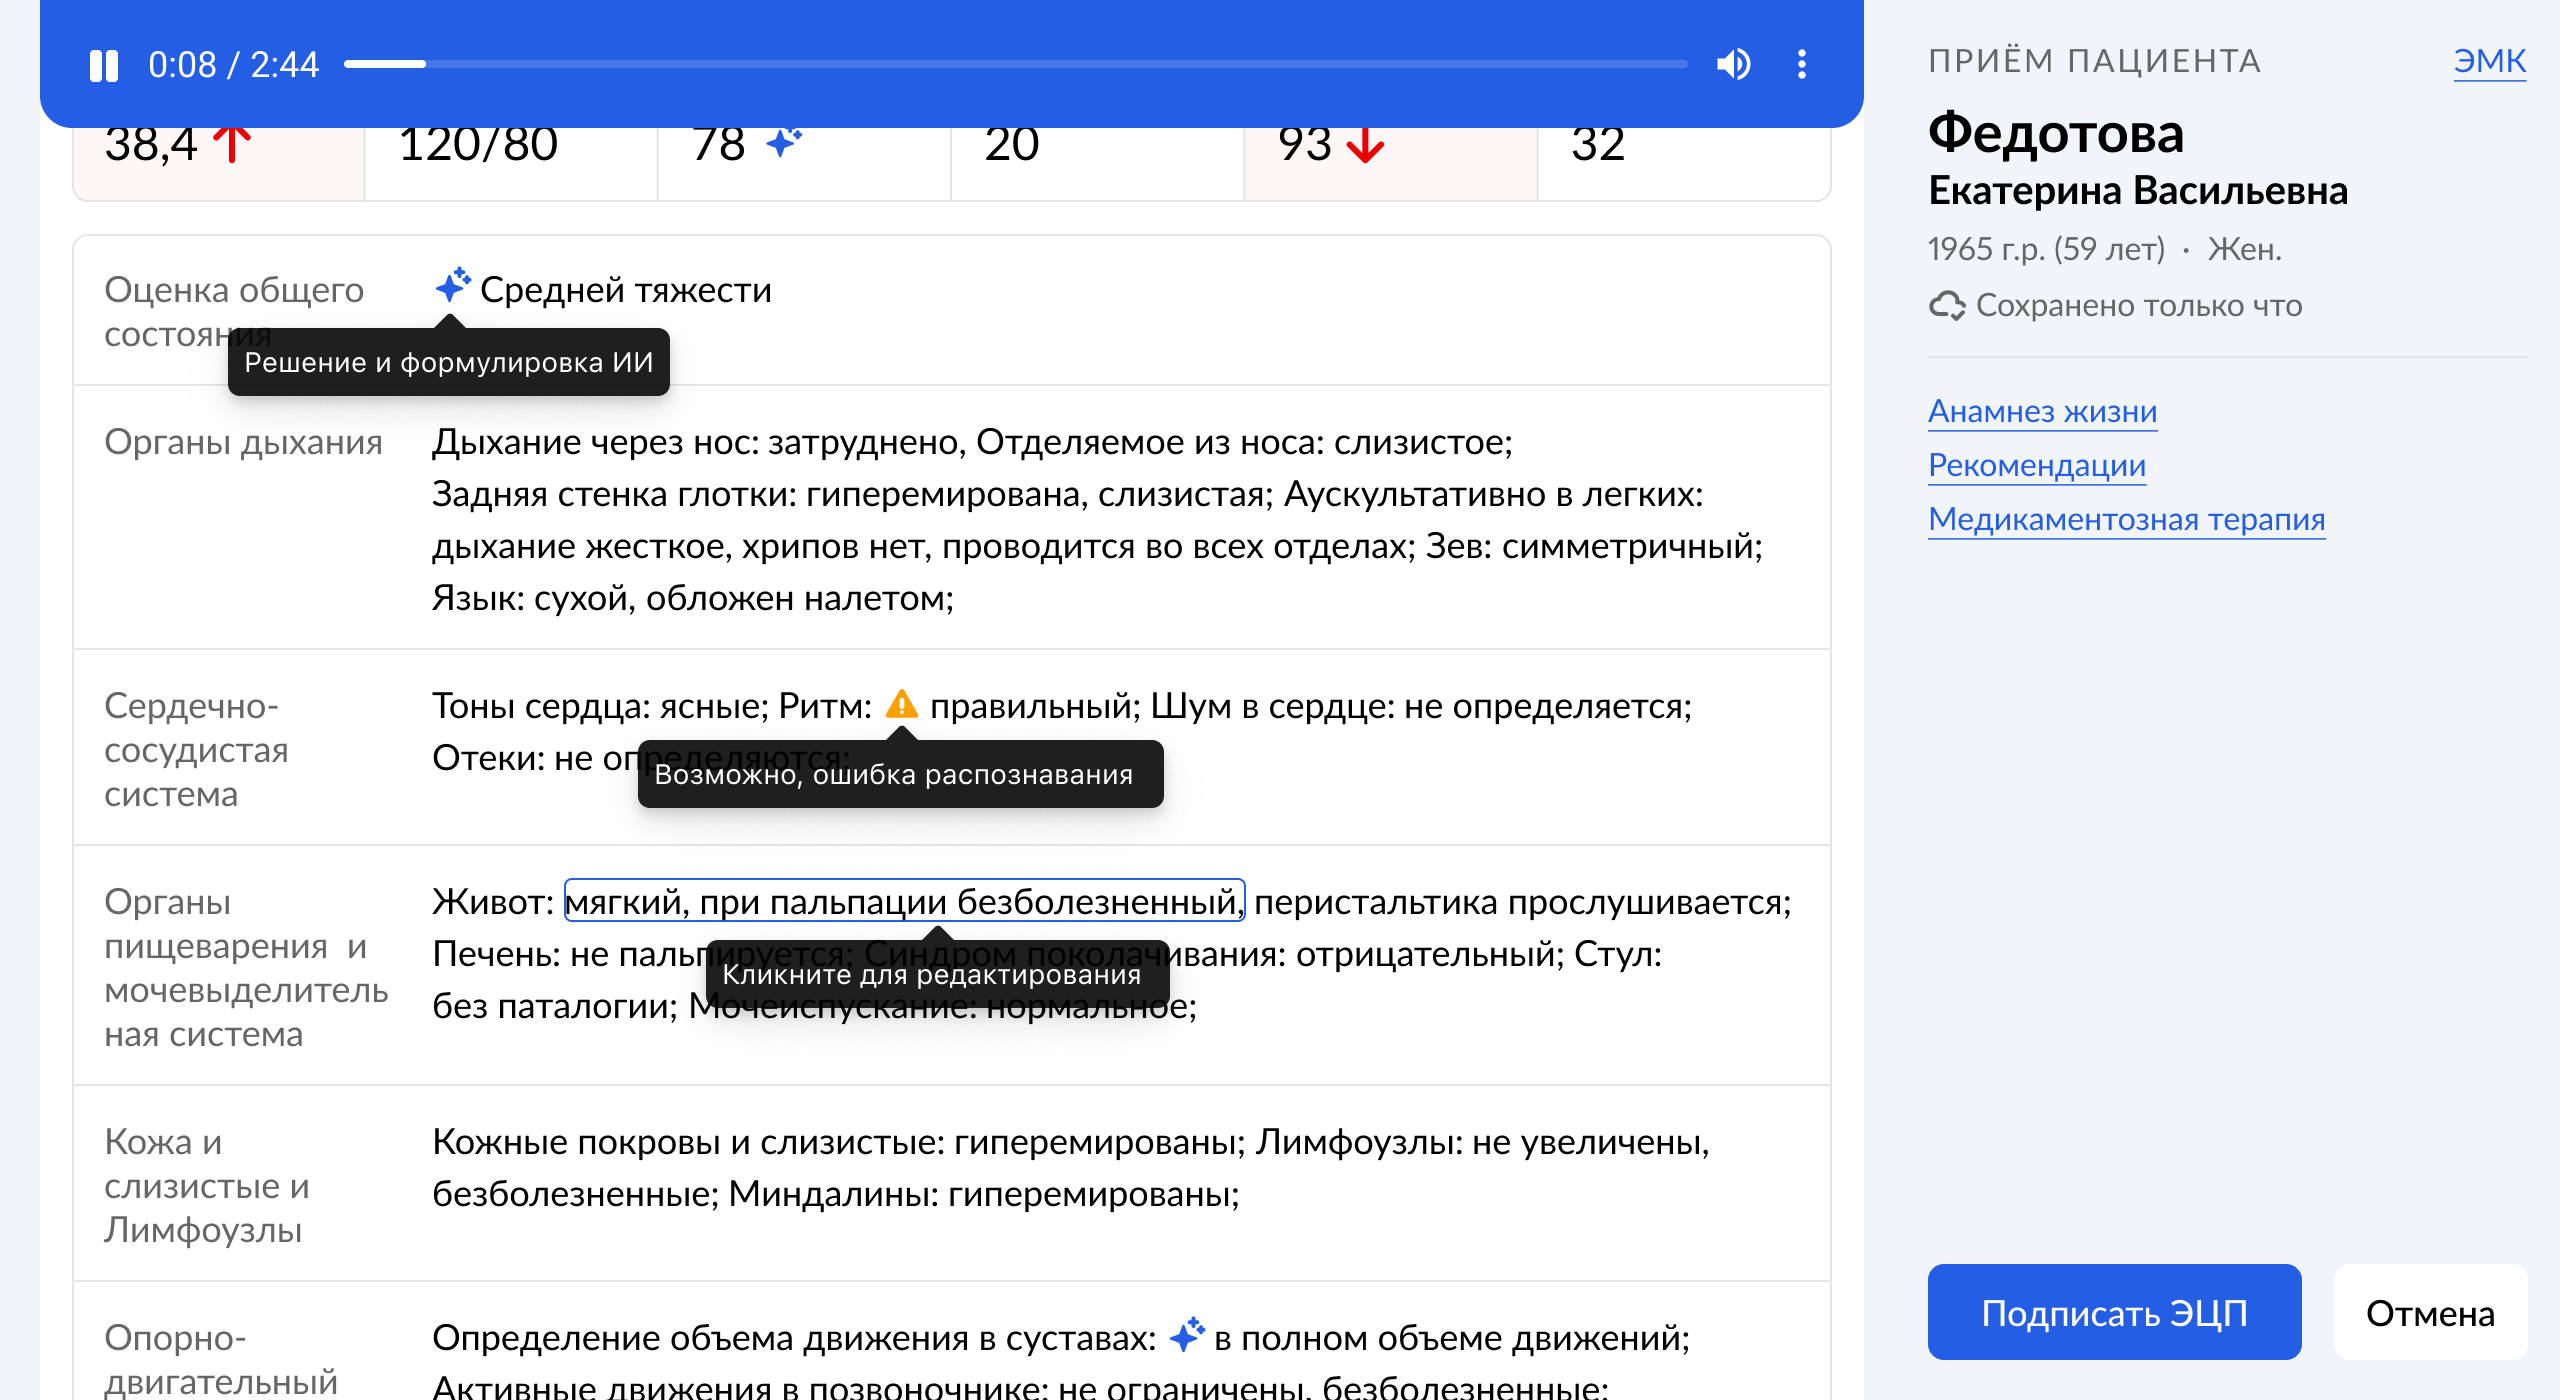 0:08 / 2:44
38,4
120/80
78
20
93
32
Оценка общего
состояния
Средней тяжести
Решение и формулировка ИИ
Органы дыхания
Дыхание через нос: затруднено, Отделяемое из носа: слизистое;
Задняя стенка глотки: гиперемирована, слизистая; Аускультативно в легких:
дыхание жесткое, хрипов нет, проводится во всех отделах; Зев: симметричный;
Язык: сухой, обложен налетом;
Сердечно-
сосудистая
система
Тоны сердца: ясные; Ритм: правильный; Шум в сердце: не определяется;
Отеки: не определяются;
Возможно, ошибка распознавания
Органы
пищеварения и
мочевыделитель
ная система
Живот: мягкий, при пальпации безболезненный, перистальтика прослушивается;
Печень: не пальпируется; Синдром поколачивания: отрицательный; Стул:
без паталогии; Мочеиспускание: нормальное;
Кликните для редактирования
Кожа и
слизистые и
Лимфоузлы
Кожные покровы и слизистые: гиперемированы; Лимфоузлы: не увеличены,
безболезненные; Миндалины: гиперемированы;
Опорно-
двигательный
Определение объема движения в суставах: в полном объеме движений;
Активные движения в позвоночнике: не ограничены, безболезненные;
ПРИЁМ ПАЦИЕНТА
ЭМК
Федотова
Екатерина Васильевна
1965 г.р. (59 лет) · Жен.
Сохранено только что
Анамнез жизни
Рекомендации
Медикаментозная терапия
Подписать ЭЦП
Отмена